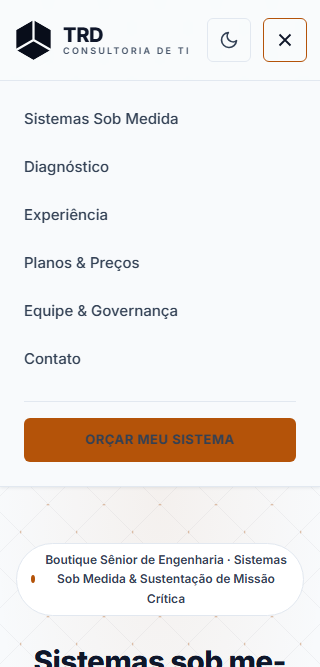 TRD
CONSULTORIA DE TI
Sistemas Sob Medida
Diagnóstico
Experiência
Planos & Preços
Equipe & Governança
Contato
ORÇAR MEU SISTEMA
Boutique Sênior de Engenharia · Sistemas
Sob Medida & Sustentação de Missão
Crítica
Sistemas sob me-